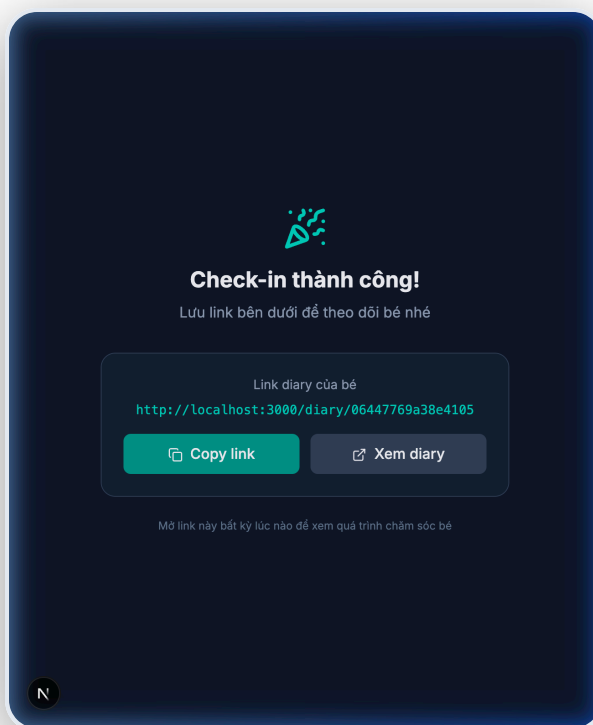 Check-in thành công!
Lưu link bên dưới để theo dõi bé nhé
Link diary của bé
http://localhost:3000/diary/06447769a38e4105
Copy link
Xem diary
Mở link này bất kỳ lúc nào để xem quá trình chăm sóc bé
N